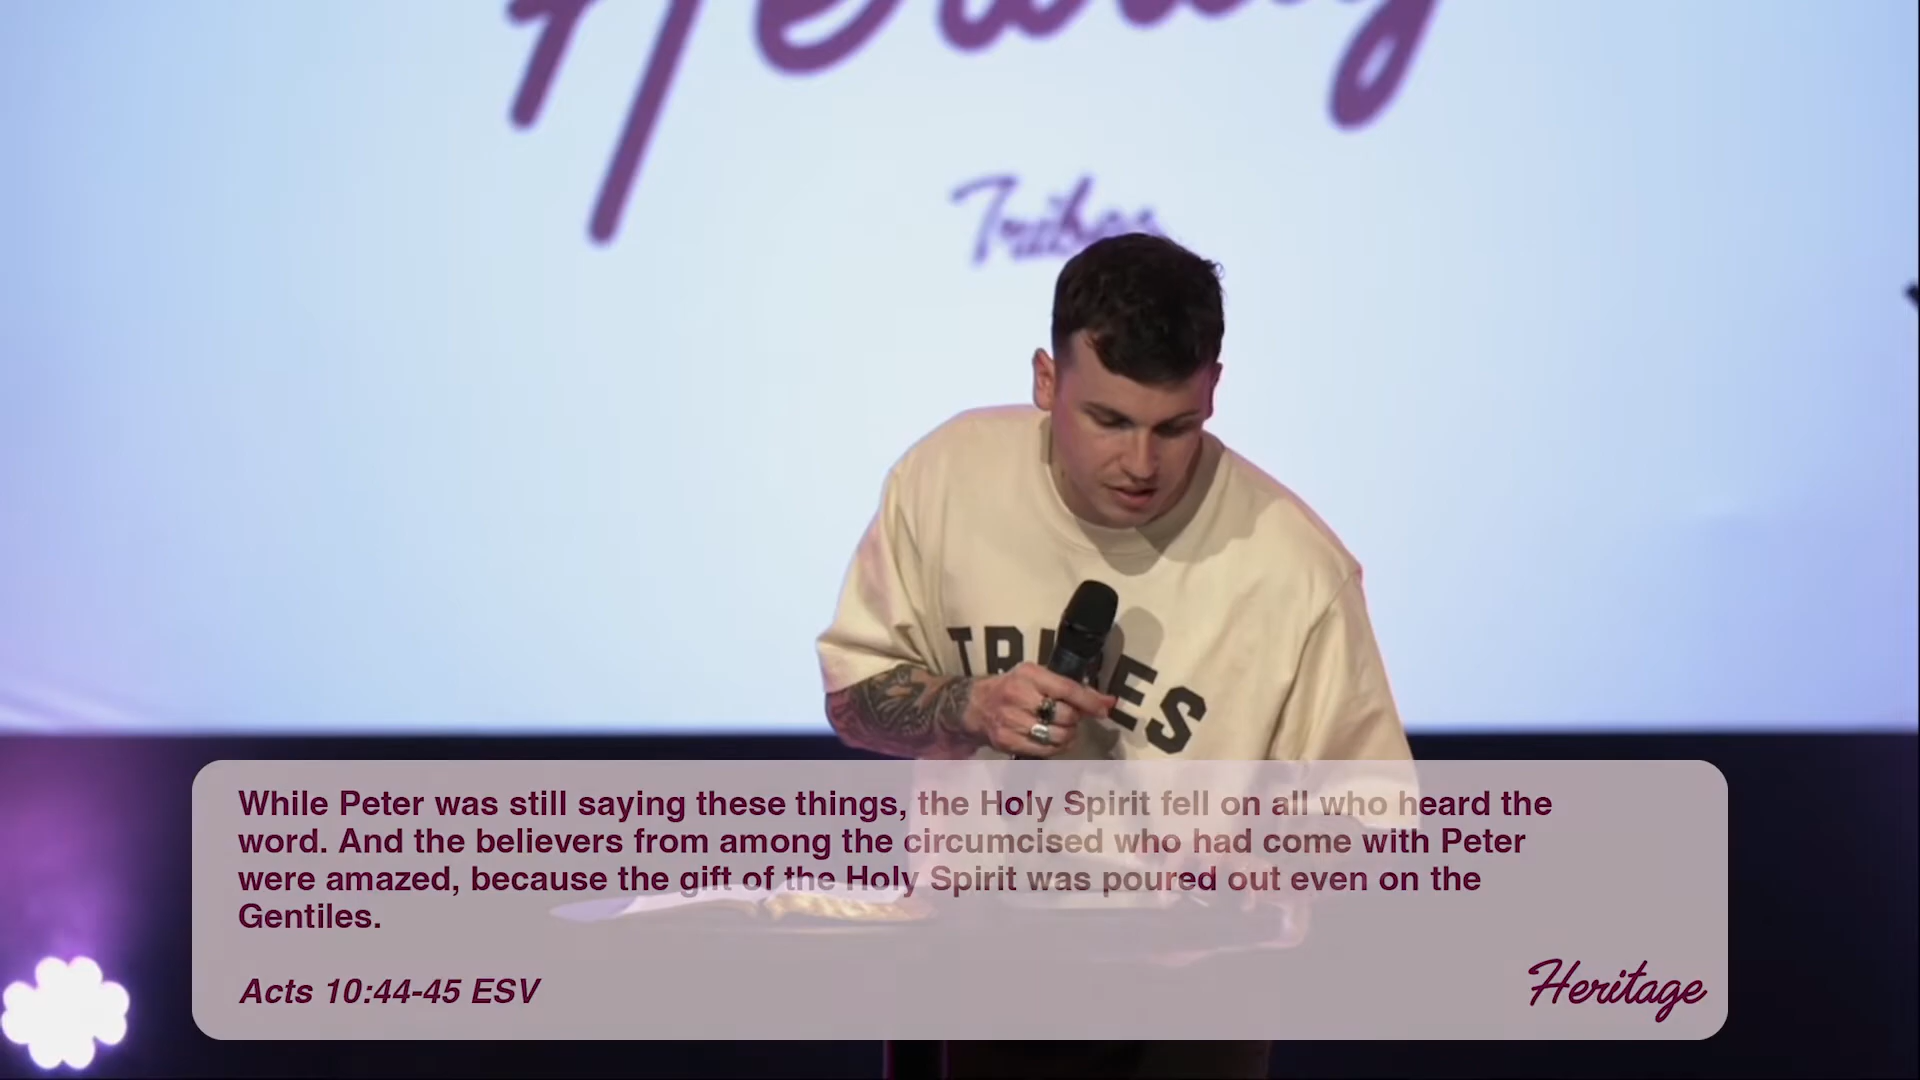 Tribes
TRIBES
While Peter was still saying these things, the Holy Spirit fell on all who heard the
word. And the believers from among the circumcised who had come with Peter
were amazed, because the gift of the Holy Spirit was poured out even on the
Gentiles.
Acts 10:44-45 ESV
Heritage